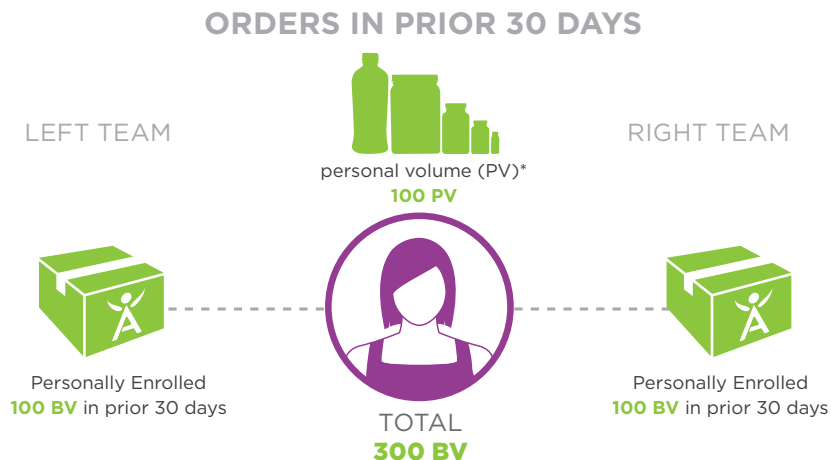 ORDERS IN PRIOR 30 DAYS
LEFT TEAM
RIGHT TEAM
personal volume (PV)*
100 PV
Personally Enrolled
100 BV in prior 30 days
Personally Enrolled
100 BV in prior 30 days
TOTAL
300 BV